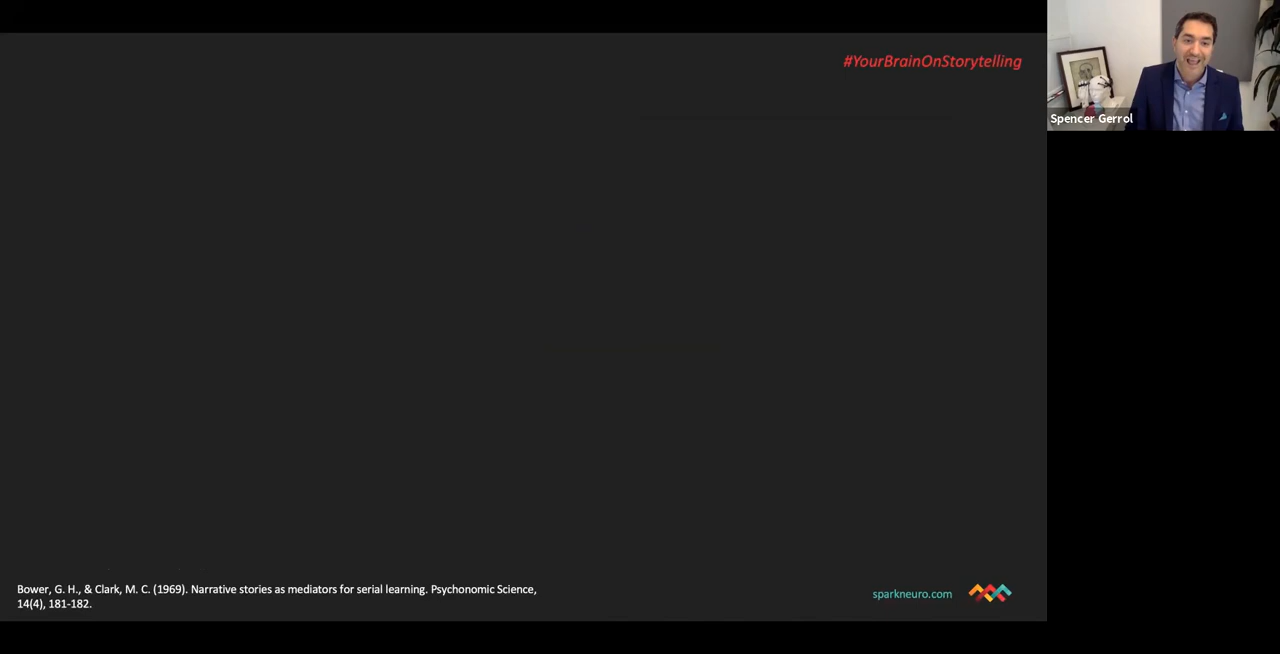 #YourBrainOnStorytelling
Spencer Gerrol
Bower, G. H., & Clark, M. C. (1969). Narrative stories as mediators for serial learning. Psychonomic Science,
14(4), 181-182.
sparkneuro.com